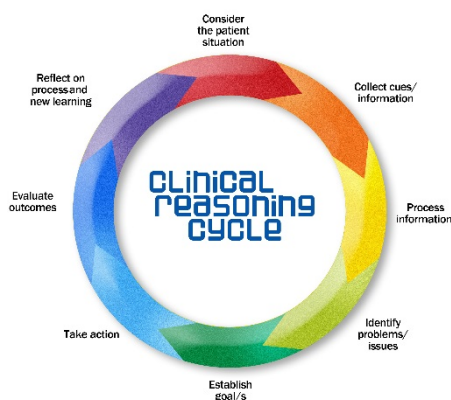 Consider
the patient
situation
Collect cues/
information
Process
information
Identify
problems/
issues
Establish
goal/s
Take action
Evaluate
outcomes
Reflect on
process and
new learning
CLINICAL
REASONING
CYCLE